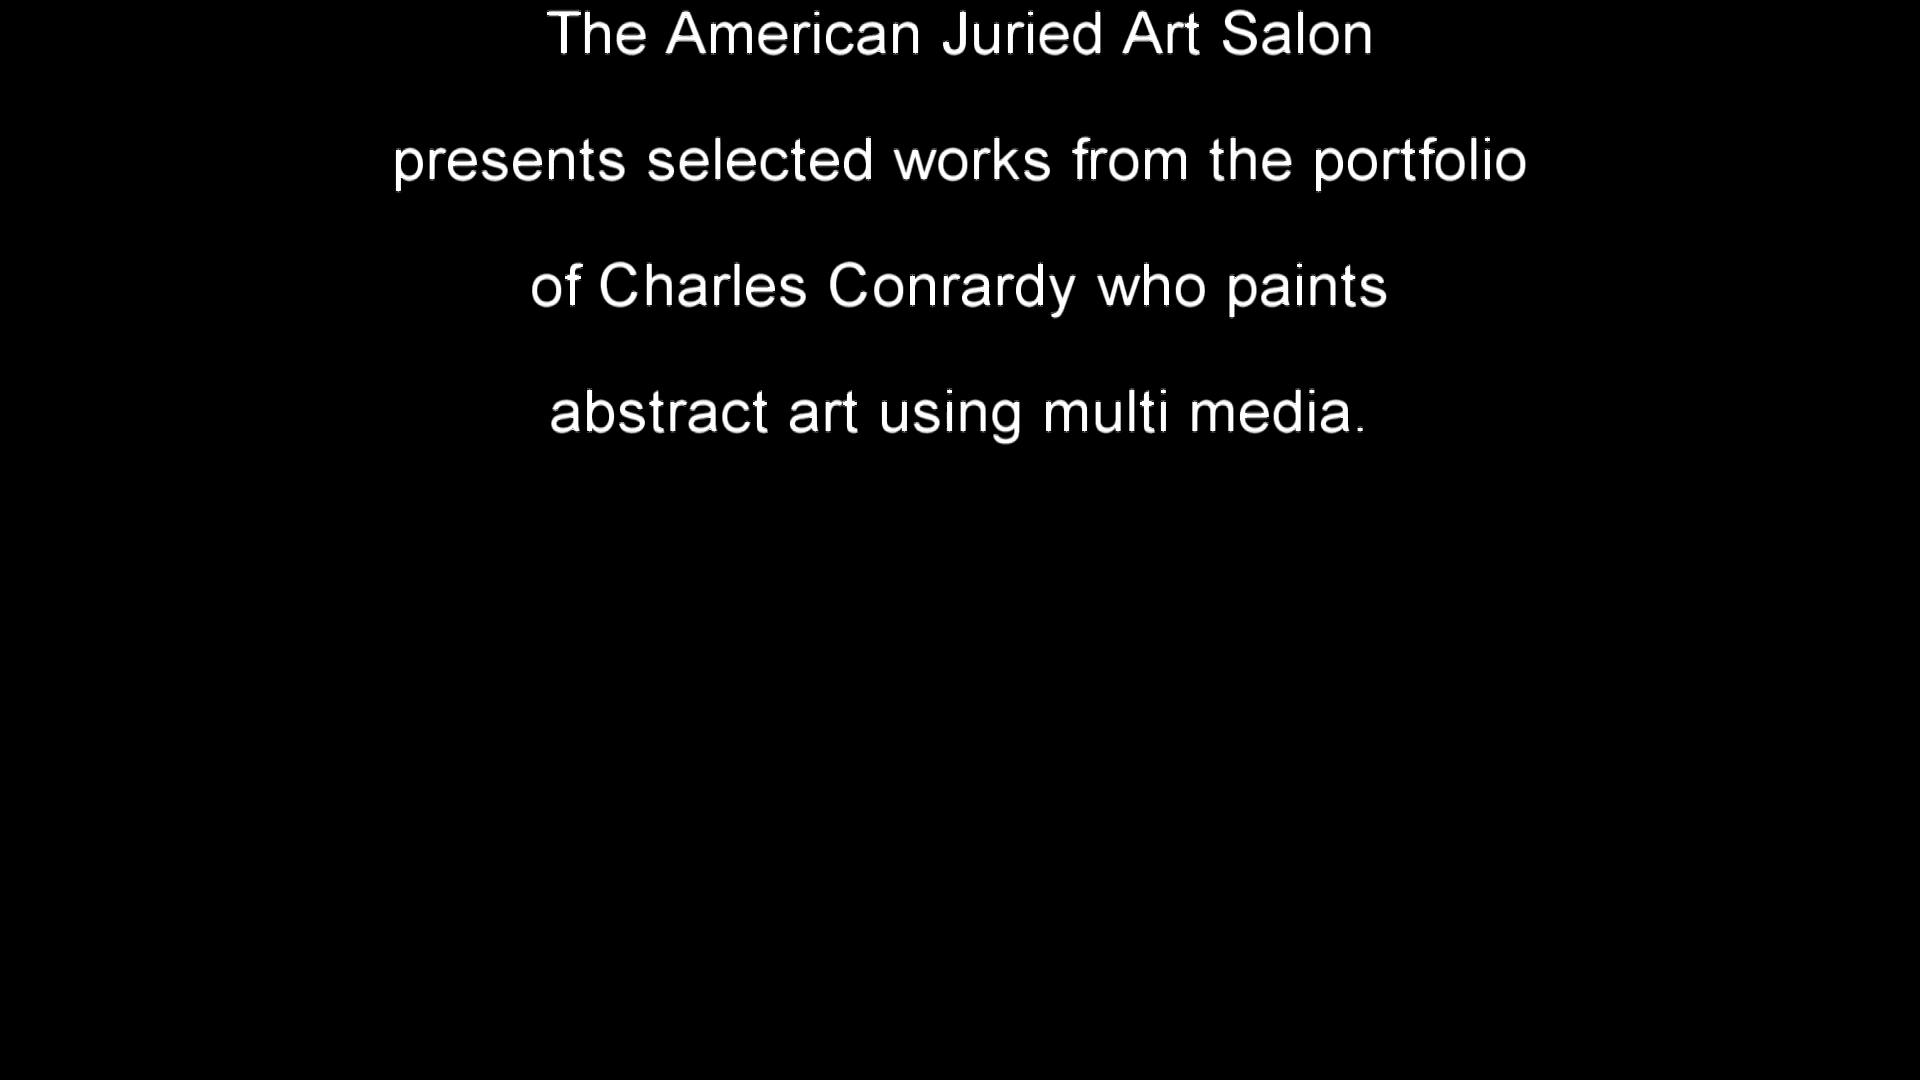 The American Juried Art Salon
presents selected works from the portfolio
of Charles Conrardy who paints
abstract art using multi media.